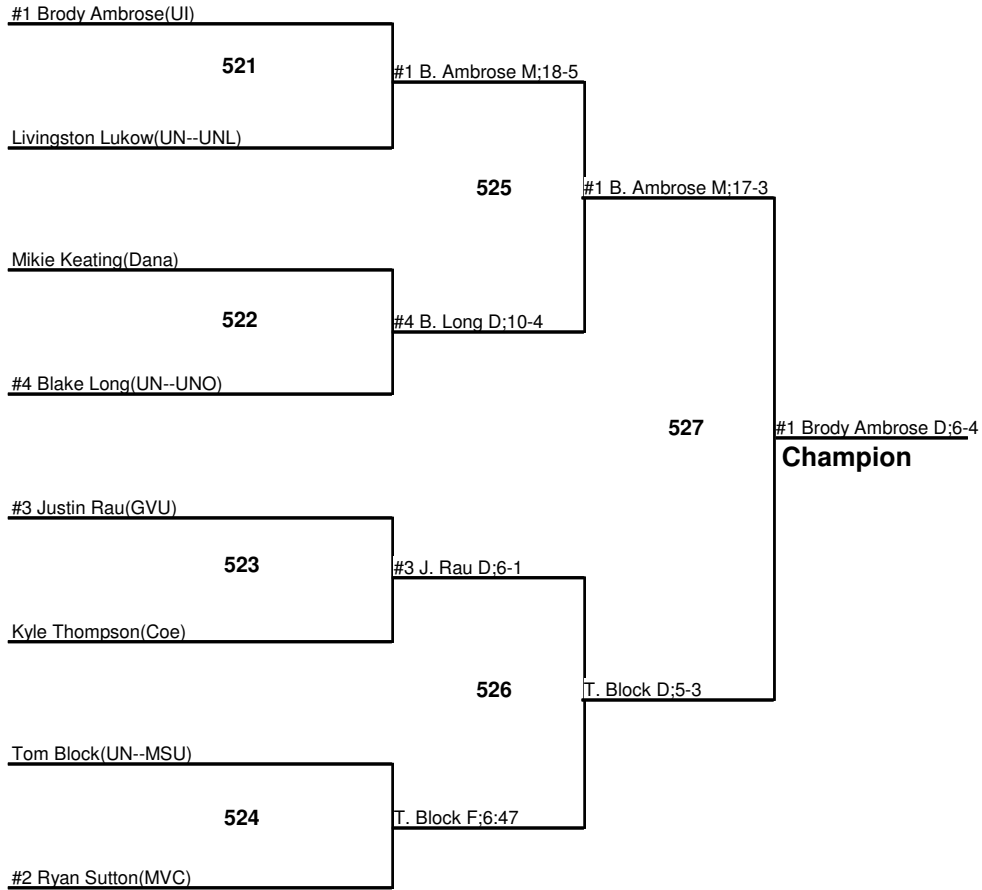 #1 Brody Ambrose(UI)
521
#1 B. Ambrose M;18-5
Livingston Lukow(UN--UNL)
525
#1 B. Ambrose M;17-3
Mikie Keating(Dana)
522
#4 B. Long D;10-4
#4 Blake Long(UN--UNO)
527
#1 Brody Ambrose D;6-4
Champion
#3 Justin Rau(GVU)
523
#3 J. Rau D;6-1
Kyle Thompson(Coe)
526
T. Block D;5-3
Tom Block(UN--MSU)
524
T. Block F;6:47
#2 Ryan Sutton(MVC)